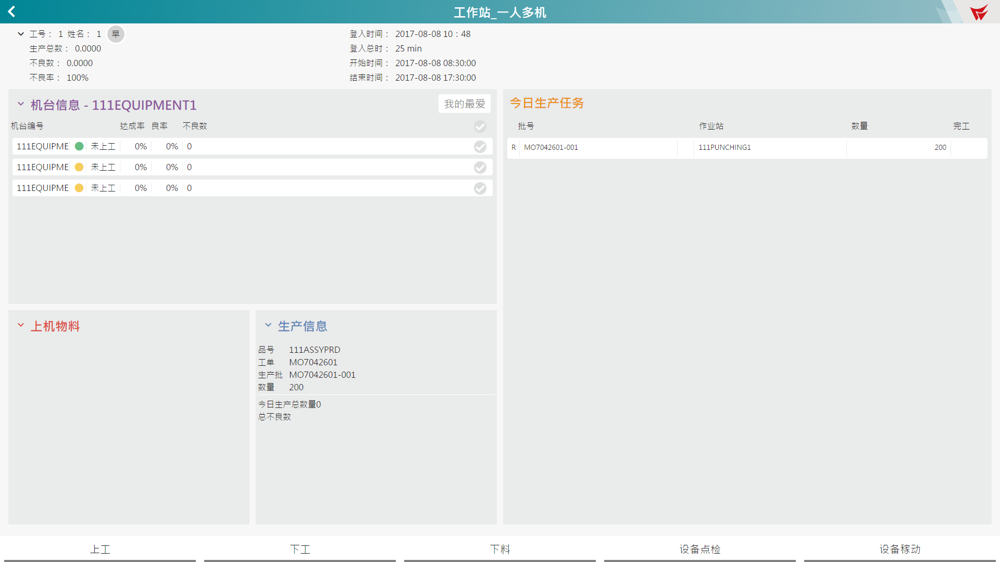 工作站_一人多机
工号： 1 姓名： 1 早
生产总数： 0.0000
不良数： 0.0000
不良率： 100%
登入时间： 2017-08-08 10 : 48
登入总时： 25 min
开始时间： 2017-08-08 08:30:00
结束时间： 2017-08-08 17:30:00
机台信息 - 111EQUIPMENT1 我的最爱
机台编号 达成率 良率 不良数
111EQUIPME 未上工 0% 0% 0
111EQUIPME 未上工 0% 0% 0
111EQUIPME 未上工 0% 0% 0
上机物料
生产信息
品号 111ASSYPRD
工单 MO7042601
生产批 MO7042601-001
数量 200
今日生产总数量0
总不良数
今日生产任务
批号 作业站 数量 完工
R MO7042601-001 111PUNCHING1 200
上工 下工 下料 设备点检 设备稼动